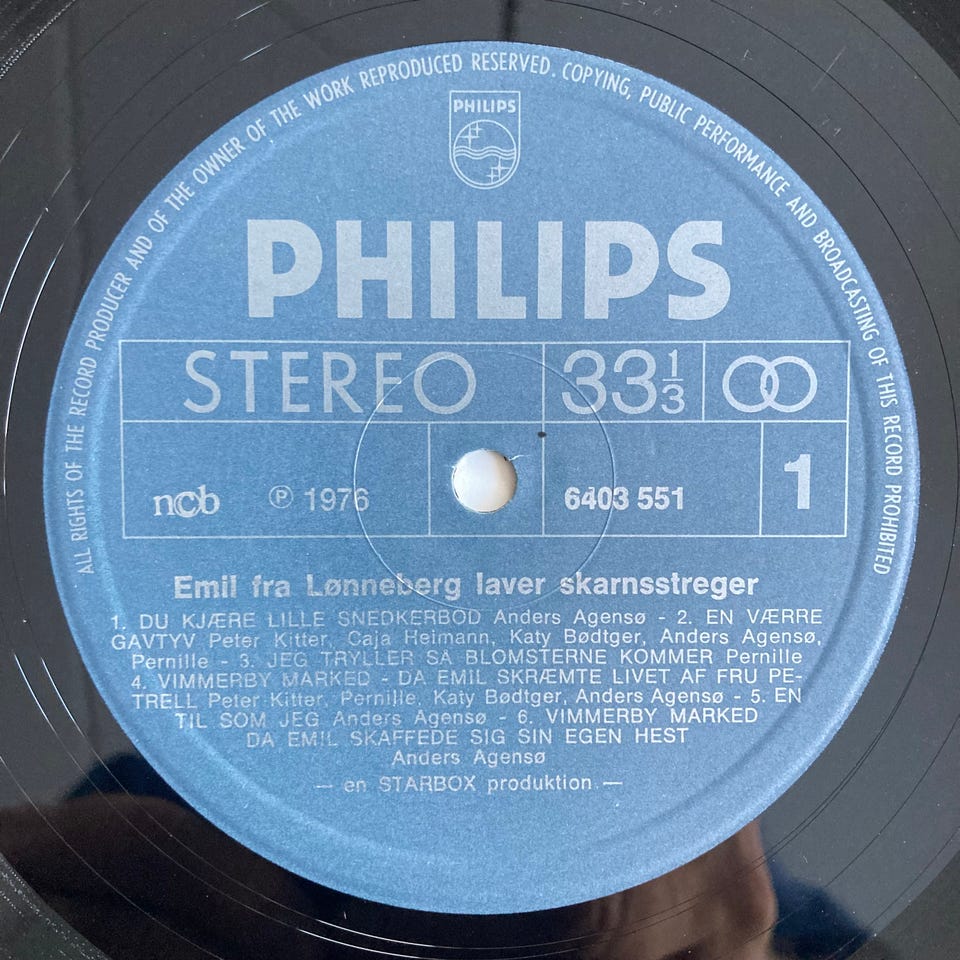 ALL RIGHTS OF THE RECORD PRODUCER AND OF THE OWNER OF THE WORK REPRODUCED RESERVED. COPYING, PUBLIC PERFORMANCE AND BROADCASTING OF THIS RECORD PROHIBITED
PHILIPS
PHILIPS
STEREO 33 1/3
ncb ℗ 1976 6403 551 1
Emil fra Lønneberg laver skarnsstreger
1. DU KJÆRE LILLE SNEDKERBOD Anders Agensø - 2. EN VÆRRE
GAVTYV Peter Kitter, Caja Heimann, Katy Bødtger, Anders Agensø,
Pernille - 3. JEG TRYLLER SA BLOMSTERNE KOMMER Pernille
4. VIMMERBY MARKED - DA EMIL SKRÆMTE LIVET AF FRU PE-
TRELL Peter Kitter, Pernille, Katy Bødtger, Anders Agensø - 5. EN
TIL SOM JEG Anders Agensø - 6. VIMMERBY MARKED
DA EMIL SKAFFEDE SIG SIN EGEN HEST
Anders Agensø
— en STARBOX produktion —